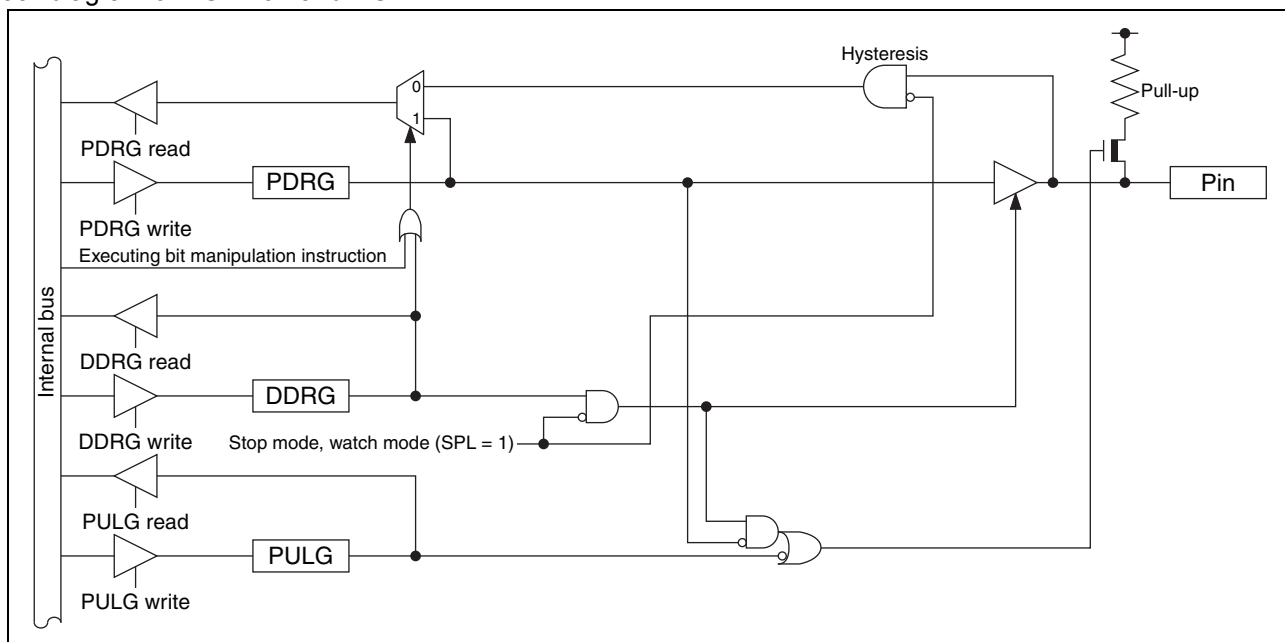 Hysteresis
0
Pull-up
1
PDRG read
PDRG
Pin
PDRG write
Executing bit manipulation instruction
Internal bus
DDRG read
DDRG
DDRG write
Stop mode, watch mode (SPL = 1)
PULG read
PULG
PULG write